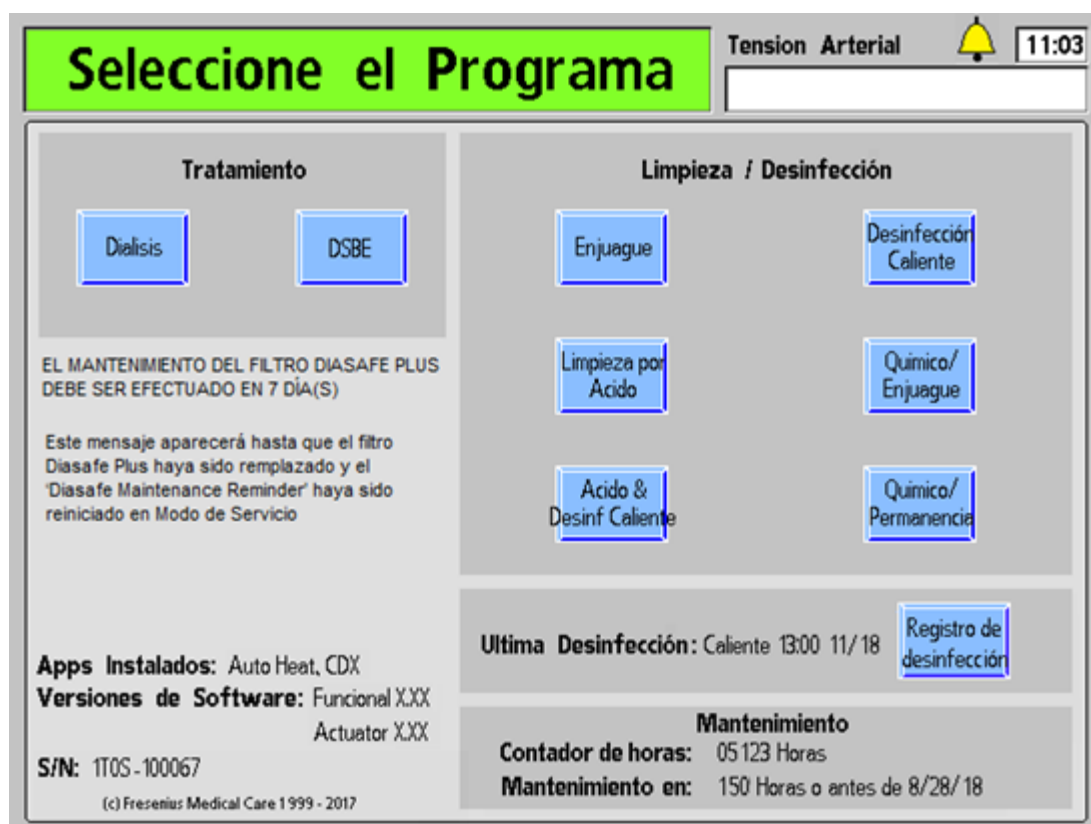 Seleccione el Programa
Tension Arterial
11:03
Tratamiento
Dialisis
DSBE
EL MANTENIMIENTO DEL FILTRO DIASAFE PLUS
DEBE SER EFECTUADO EN 7 DÍA(S)
Este mensaje aparecerá hasta que el filtro
Diasafe Plus haya sido remplazado y el
'Diasafe Maintenance Reminder' haya sido
reiniciado en Modo de Servicio
Apps Instalados: Auto Heat, CDX
Versiones de Software: Funcional X.XX
Actuator X.XX
S/N: 1T0S-100067
(c) Fresenius Medical Care 1999 - 2017
Limpieza / Desinfección
Enjuague
Desinfección
Caliente
Limpieza por
Acido
Quimico/
Enjuague
Acido &
Desinf Caliente
Quimico/
Permanencia
Ultima Desinfección: Caliente 13:00 11/18
Registro de
desinfección
Mantenimiento
Contador de horas: 05123 Horas
Mantenimiento en: 150 Horas o antes de 8/28/18